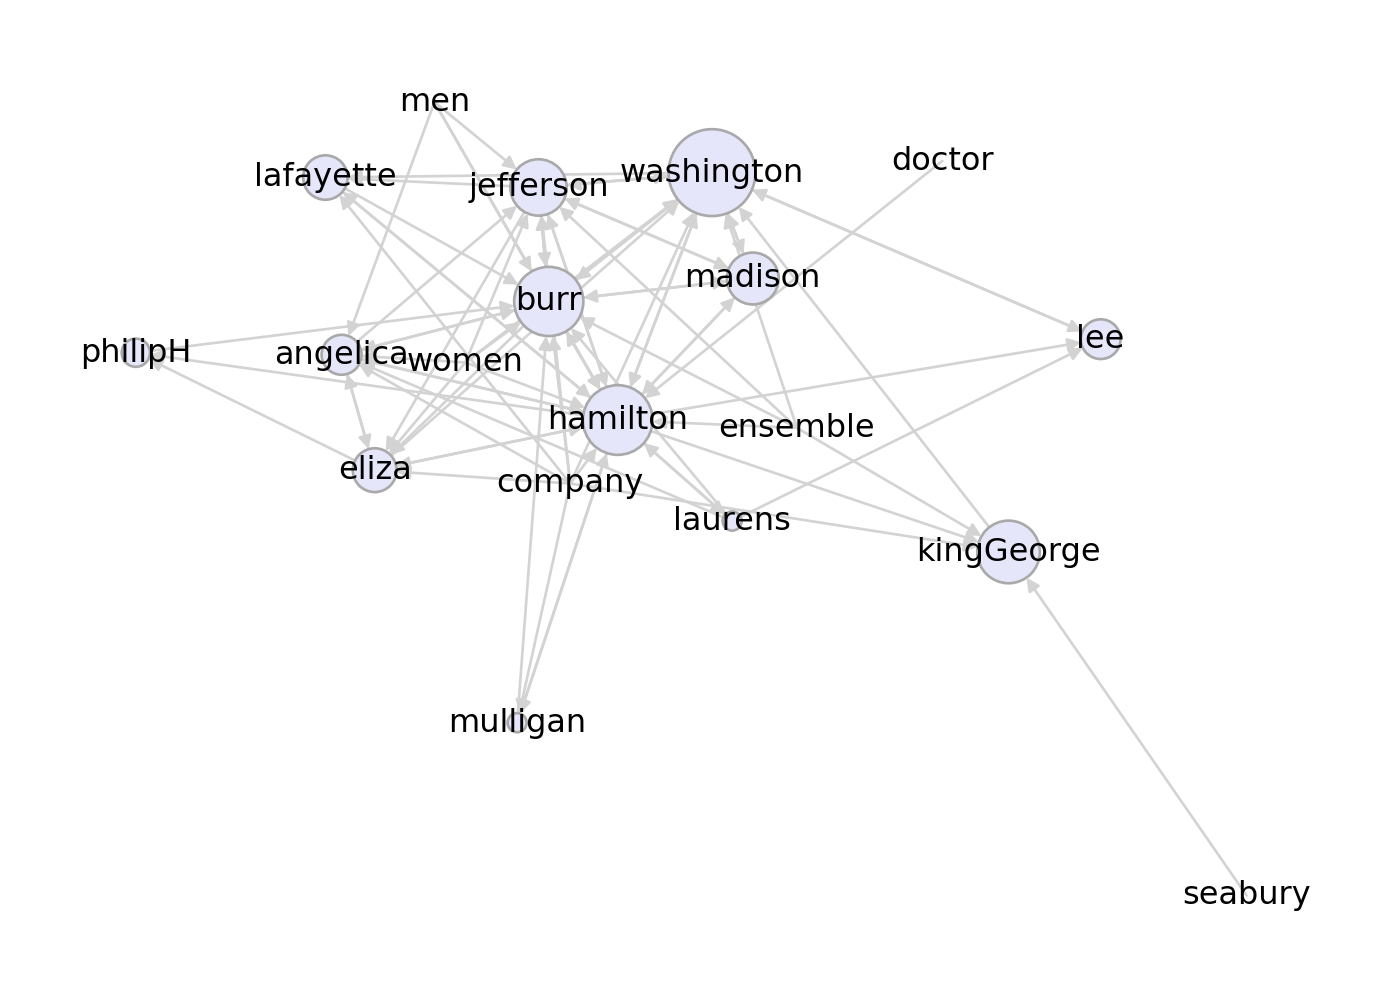 men
doctor
washington
lafayette
jefferson
madison
burr
lee
philipH
angelica
women
hamilton
ensemble
eliza
company
laurens
kingGeorge
mulligan
seabury